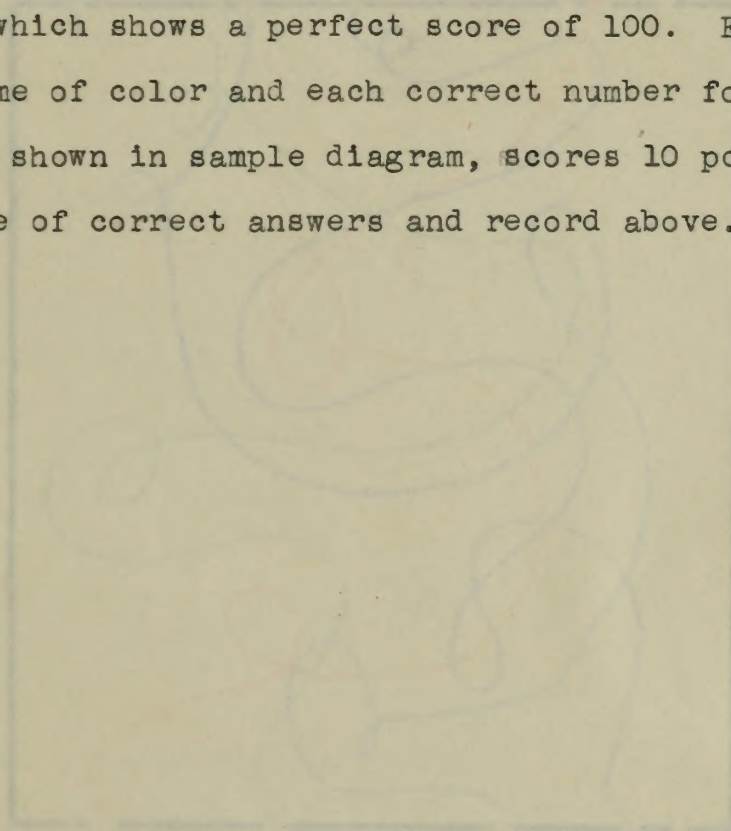 which shows a perfect score of 100.
me of color and each correct number fo
shown in sample diagram, scores 10 po
e of correct answers and record above.